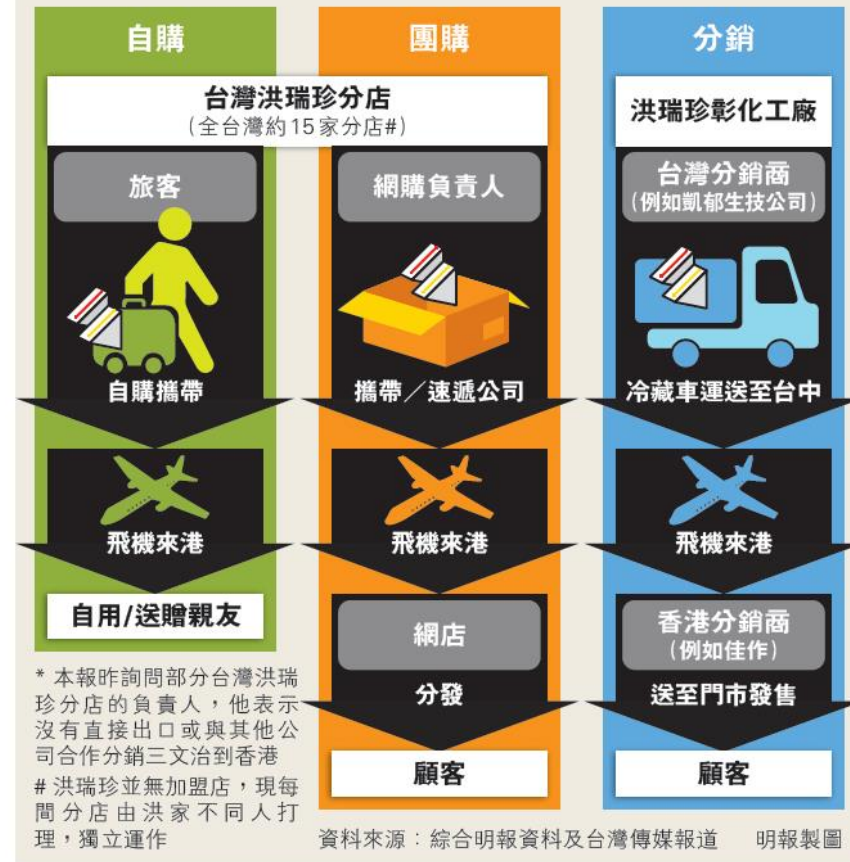 自購
團購
分銷
台灣洪瑞珍分店
(全台灣約15家分店#)
洪瑞珍彰化工廠
旅客
網購負責人
台灣分銷商
(例如凱郁生技公司)
自購攜帶
攜帶／速遞公司
冷藏車運送至台中
飛機來港
飛機來港
飛機來港
自用/送贈親友
網店
香港分銷商
(例如佳作)
分發
送至門市發售
顧客
顧客
* 本報昨詢問部分台灣洪瑞
珍分店的負責人，他表示
沒有直接出口或與其他公
司合作分銷三文治到香港
# 洪瑞珍並無加盟店，現每
間分店由洪家不同人打
理，獨立運作
資料來源：綜合明報資料及台灣傳媒報道
明報製圖